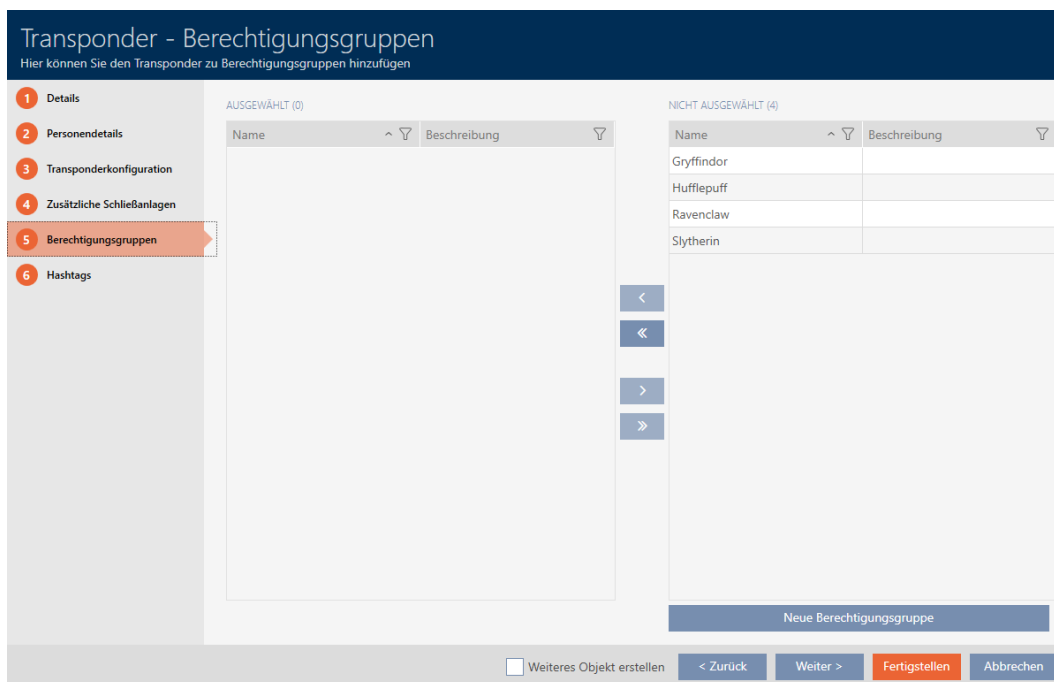 Transponder - Berechtigungsgruppen
Hier können Sie den Transponder zu Berechtigungsgruppen hinzufügen
1 Details
2 Personendetails
3 Transponderkonfiguration
4 Zusätzliche Schließanlagen
5 Berechtigungsgruppen
6 Hashtags
AUSGEWÄHLT (0)
Name Beschreibung
NICHT AUSGEWÄHLT (4)
Name Beschreibung
Gryffindor
Hufflepuff
Ravenclaw
Slytherin
<
«
>
»
Neue Berechtigungsgruppe
Weiteres Objekt erstellen < Zurück Weiter > Fertigstellen Abbrechen